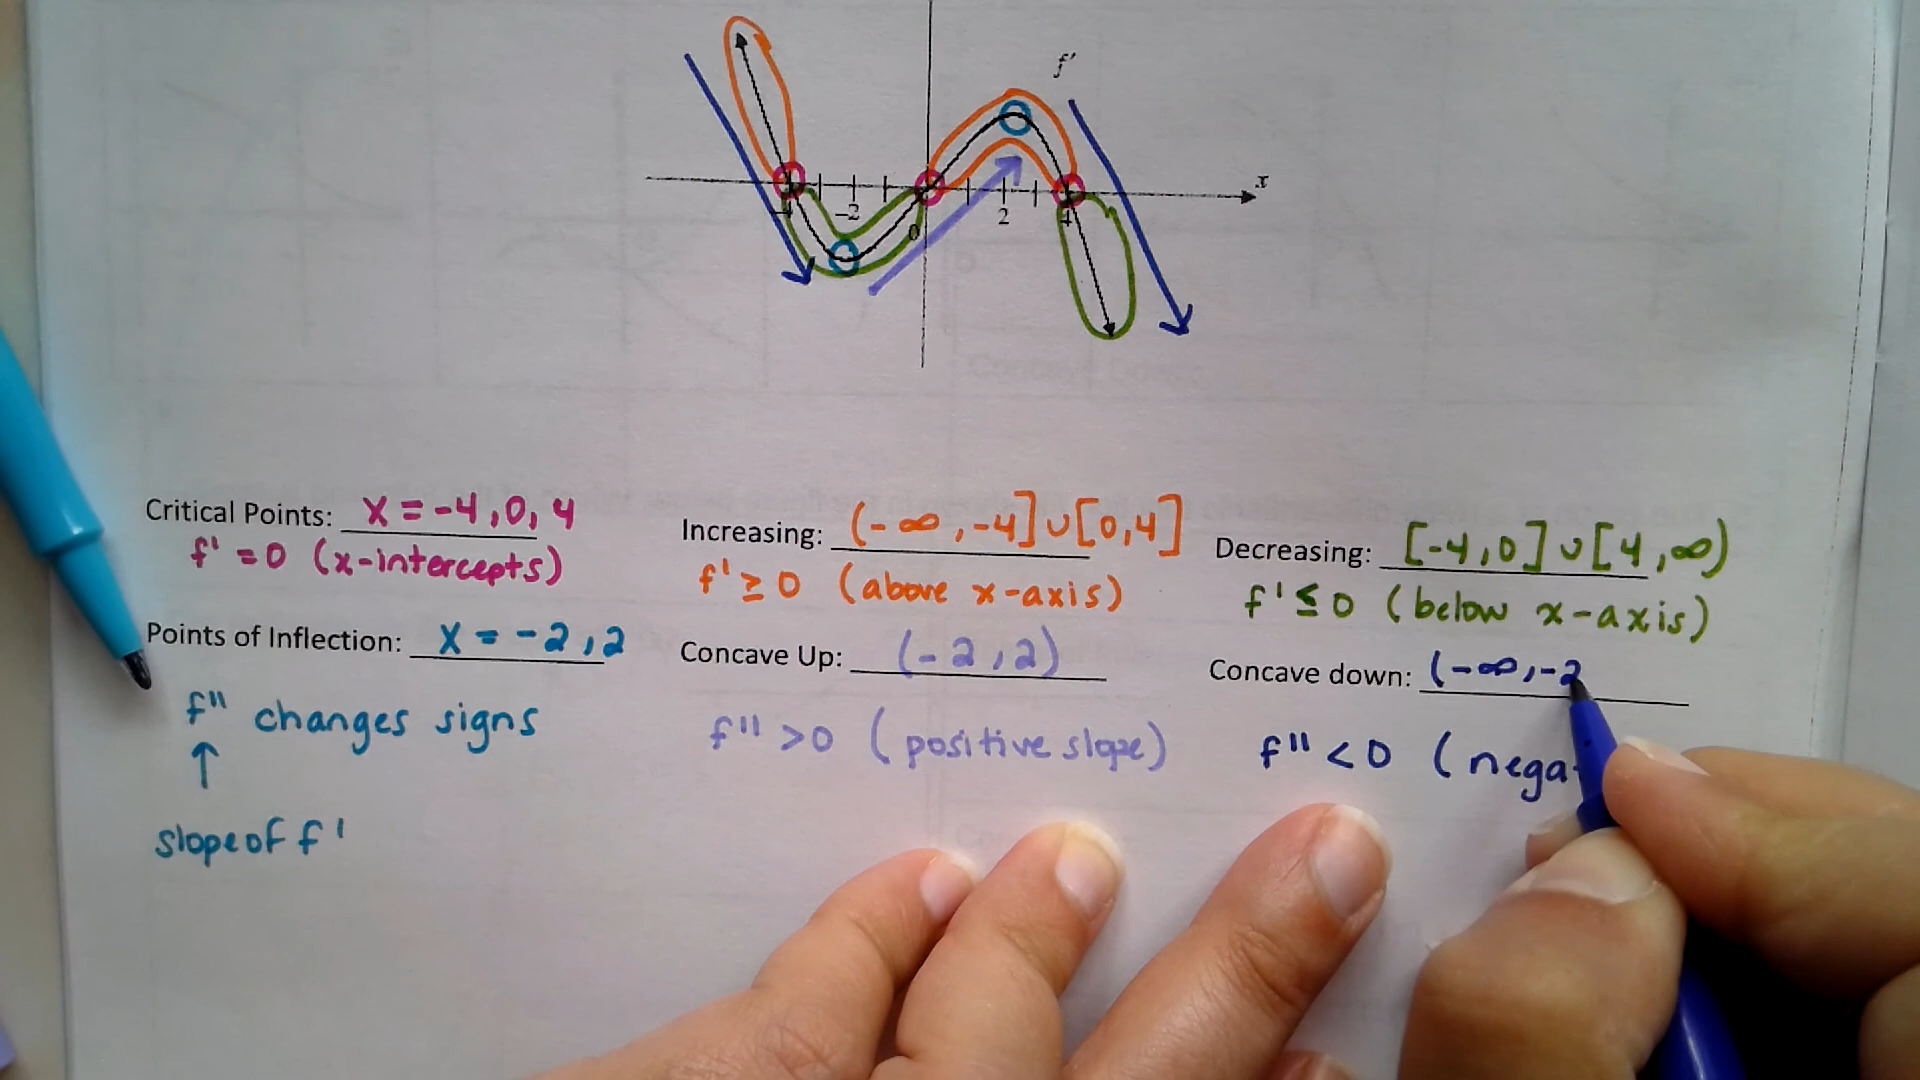 f'
x
-4
-2
0
2
4
Critical Points: x = -4, 0, 4
f' = 0 (x-intercepts)
Increasing: (-∞, -4] ∪ [0,4]
f' ≥ 0 (above x-axis)
Decreasing: [-4,0] ∪ [4,∞)
f' ≤ 0 (below x-axis)
Points of Inflection: x = -2, 2
f'' changes signs
↑
slope of f'
Concave Up: (-2, 2)
f'' > 0 (positive slope)
Concave down: (-∞, -2
f'' < 0 (nega